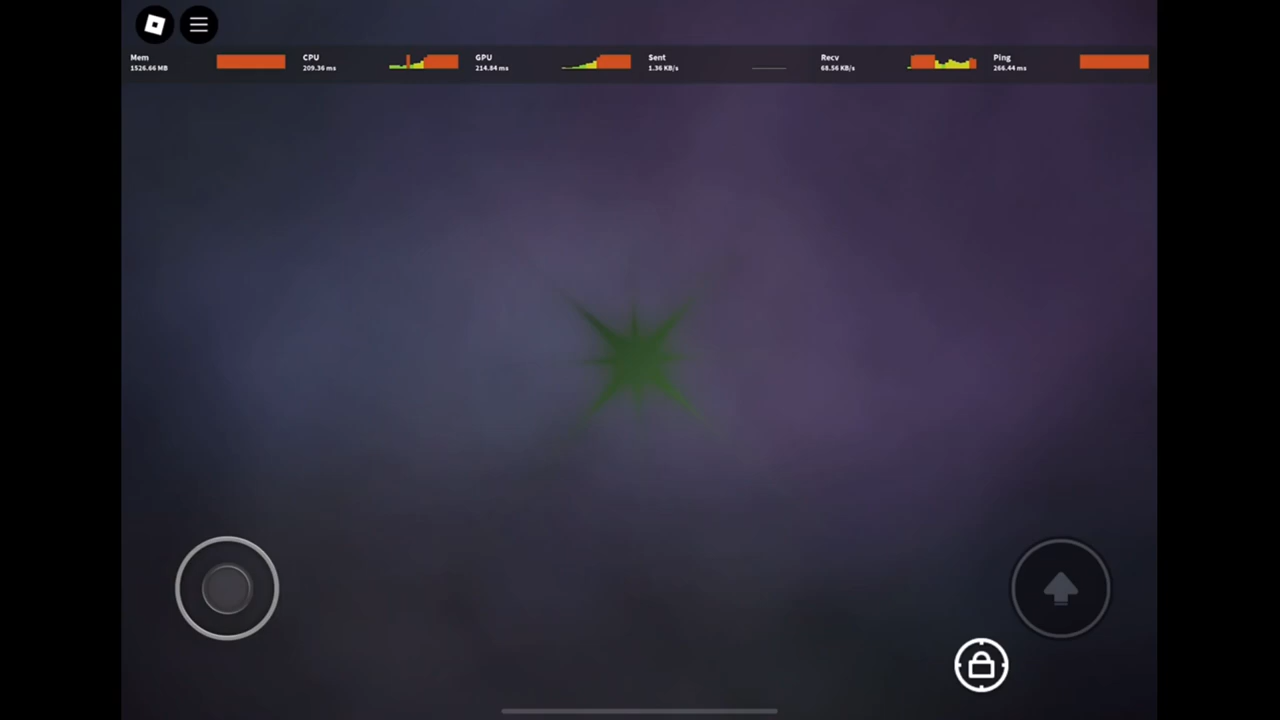 Mem
1526.66 MB
CPU
209.36 ms
GPU
214.84 ms
Sent
1.36 KB/s
Recv
68.56 KB/s
Ping
266.44 ms